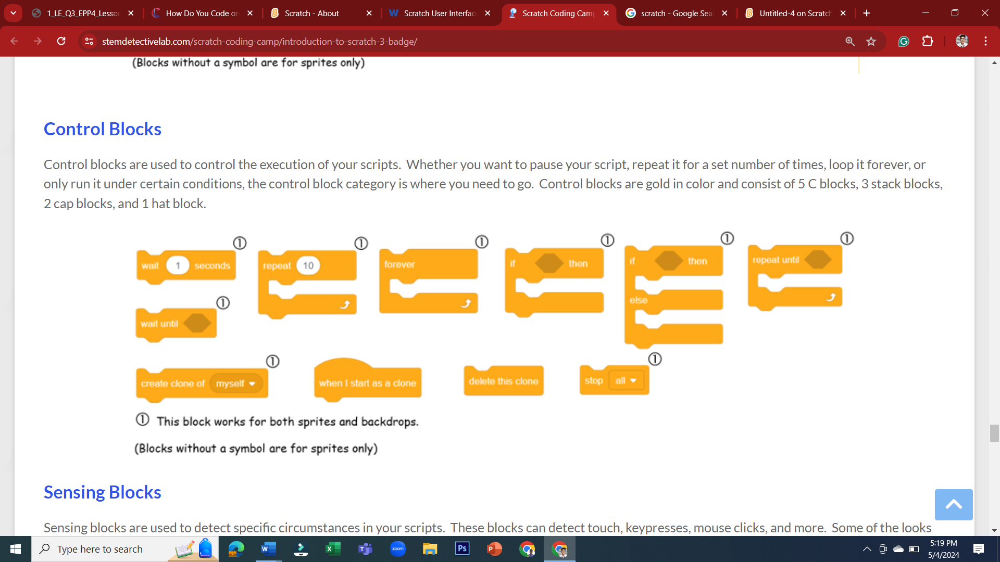 1_LE_Q3_EPP4_Lesson
How Do You Code on
Scratch - About
W Scratch User Interfac
Scratch Coding Cam
G scratch - Google Sea
Untitled-4 on Scratch
stemdetectivelab.com/scratch-coding-camp/introduction-to-scratch-3-badge/
(Blocks without a symbol are for sprites only)
Control Blocks
Control blocks are used to control the execution of your scripts. Whether you want to pause your script, repeat it for a set number of times, loop it forever, or
only run it under certain conditions, the control block category is where you need to go. Control blocks are gold in color and consist of 5 C blocks, 3 stack blocks,
2 cap blocks, and 1 hat block.
① ① ① ① ① ①
wait 1 seconds
repeat 10
forever
if then
if then
else
repeat until
①
wait until
① ①
create clone of myself
when I start as a clone
delete this clone
stop all
① This block works for both sprites and backdrops.
(Blocks without a symbol are for sprites only)
Sensing Blocks
Sensing blocks are used to detect specific circumstances in your scripts. These blocks can detect touch, keypresses, mouse clicks, and more. Some of the looks
Type here to search
W
X
T
zoom
Ps
P
5:19 PM
5/4/2024